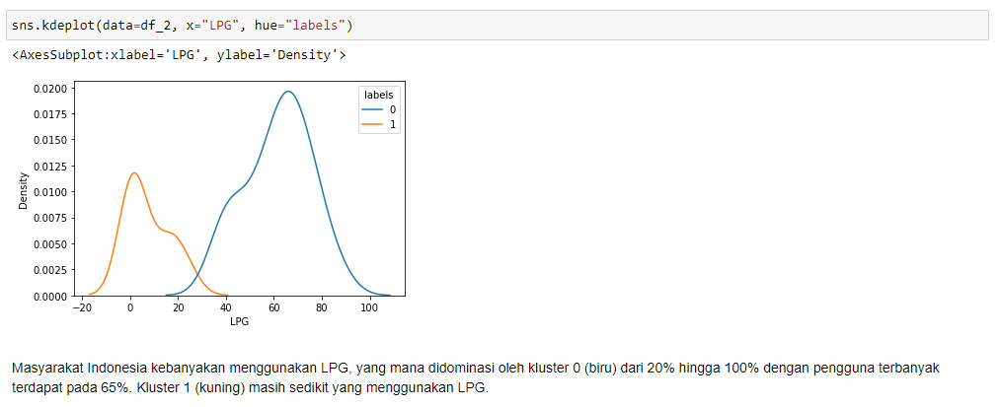 sns.kdeplot(data=df_2, x="LPG", hue="labels")
<AxesSubplot:xlabel='LPG', ylabel='Density'>
labels
0
1
0.0200
0.0175
0.0150
0.0125
0.0100
0.0075
0.0050
0.0025
0.0000
Density
−20 0 20 40 60 80 100
LPG
Masyarakat Indonesia kebanyakan menggunakan LPG, yang mana didominasi oleh kluster 0 (biru) dari 20% hingga 100% dengan pengguna terbanyak
terdapat pada 65%. Kluster 1 (kuning) masih sedikit yang menggunakan LPG.